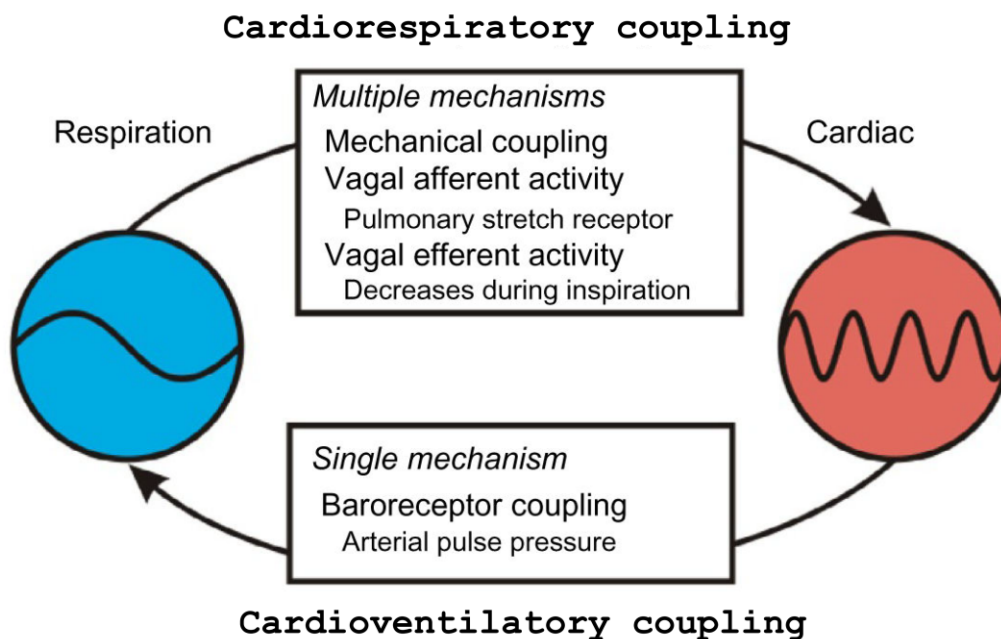 Cardiorespiratory coupling
Respiration
Multiple mechanisms
Mechanical coupling
Vagal afferent activity
Pulmonary stretch receptor
Vagal efferent activity
Decreases during inspiration
Cardiac
Single mechanism
Baroreceptor coupling
Arterial pulse pressure
Cardioventilatory coupling